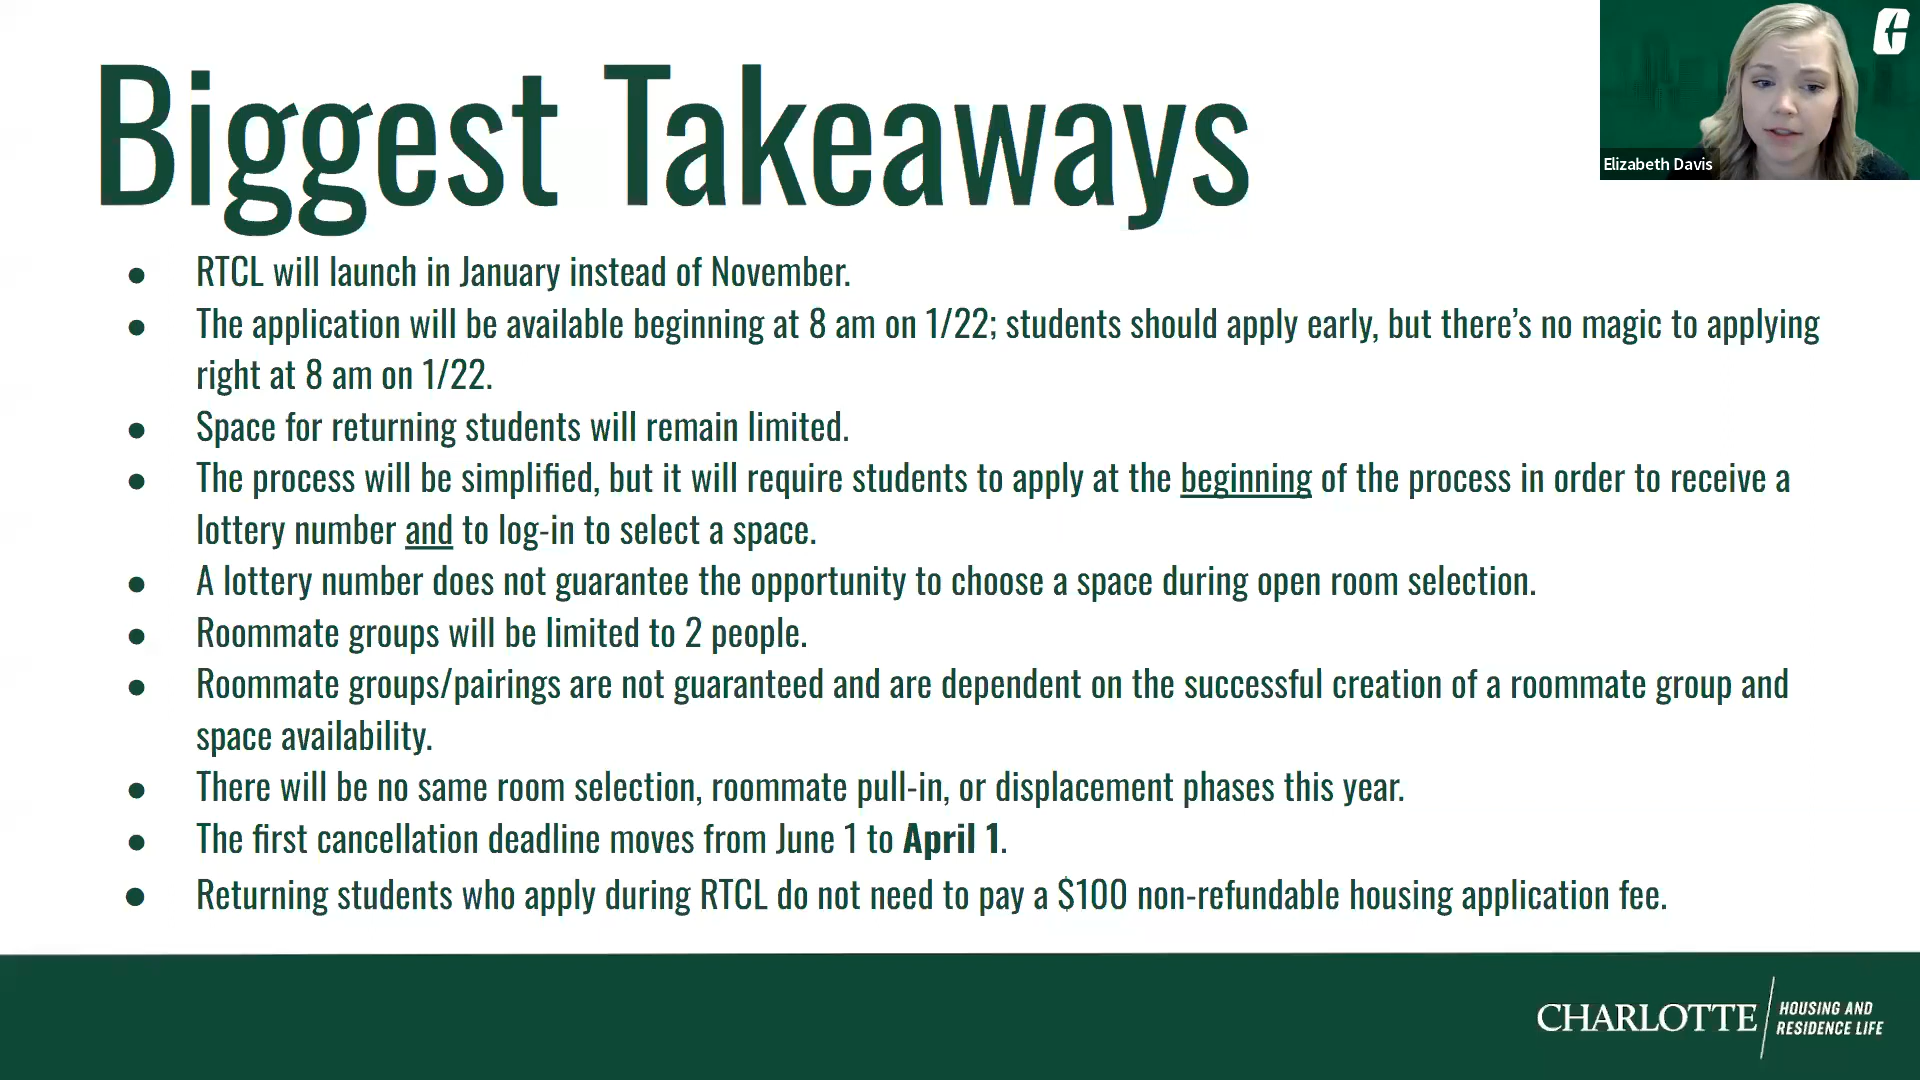 Biggest Takeaways
Elizabeth Davis
● RTCL will launch in January instead of November.
● The application will be available beginning at 8 am on 1/22; students should apply early, but there’s no magic to applying
right at 8 am on 1/22.
● Space for returning students will remain limited.
● The process will be simplified, but it will require students to apply at the beginning of the process in order to receive a
lottery number and to log-in to select a space.
● A lottery number does not guarantee the opportunity to choose a space during open room selection.
● Roommate groups will be limited to 2 people.
● Roommate groups/pairings are not guaranteed and are dependent on the successful creation of a roommate group and
space availability.
● There will be no same room selection, roommate pull-in, or displacement phases this year.
● The first cancellation deadline moves from June 1 to April 1.
● Returning students who apply during RTCL do not need to pay a $100 non-refundable housing application fee.
CHARLOTTE
HOUSING AND
RESIDENCE LIFE